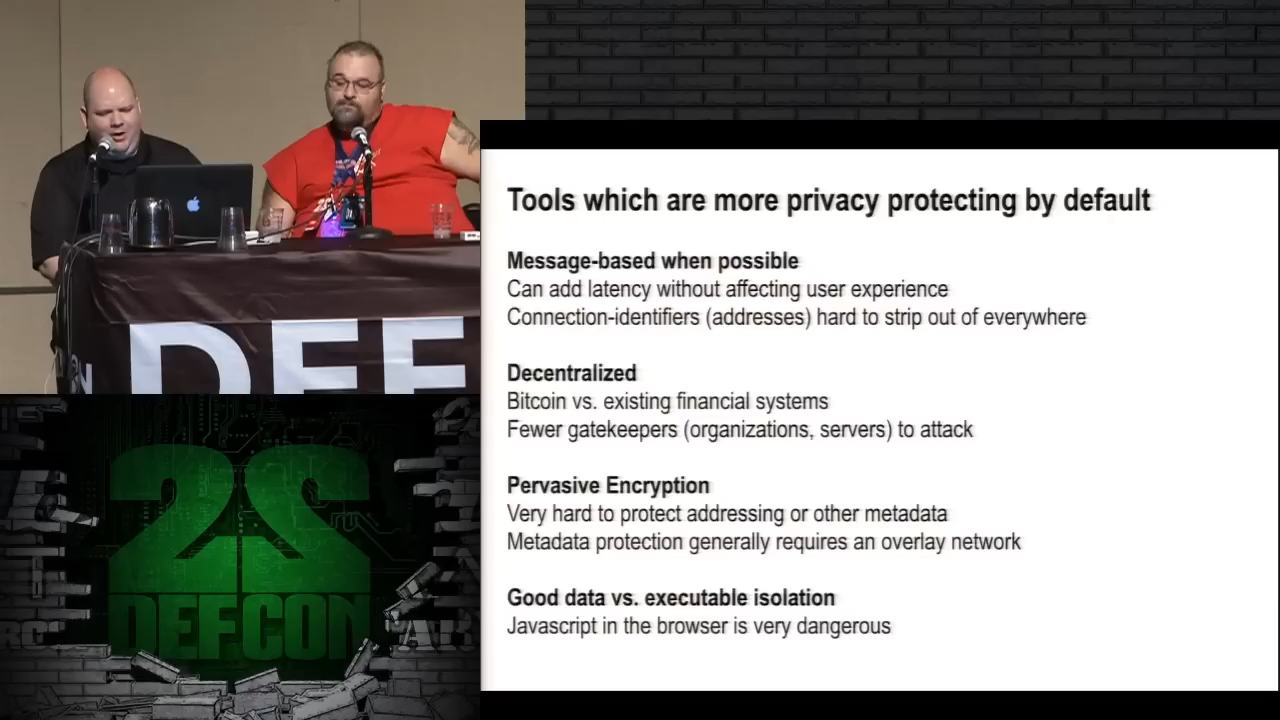 Tools which are more privacy protecting by default
Message-based when possible
Can add latency without affecting user experience
Connection-identifiers (addresses) hard to strip out of everywhere
Decentralized
Bitcoin vs. existing financial systems
Fewer gatekeepers (organizations, servers) to attack
Pervasive Encryption
Very hard to protect addressing or other metadata
Metadata protection generally requires an overlay network
Good data vs. executable isolation
Javascript in the browser is very dangerous
DEF
22
DEFCON